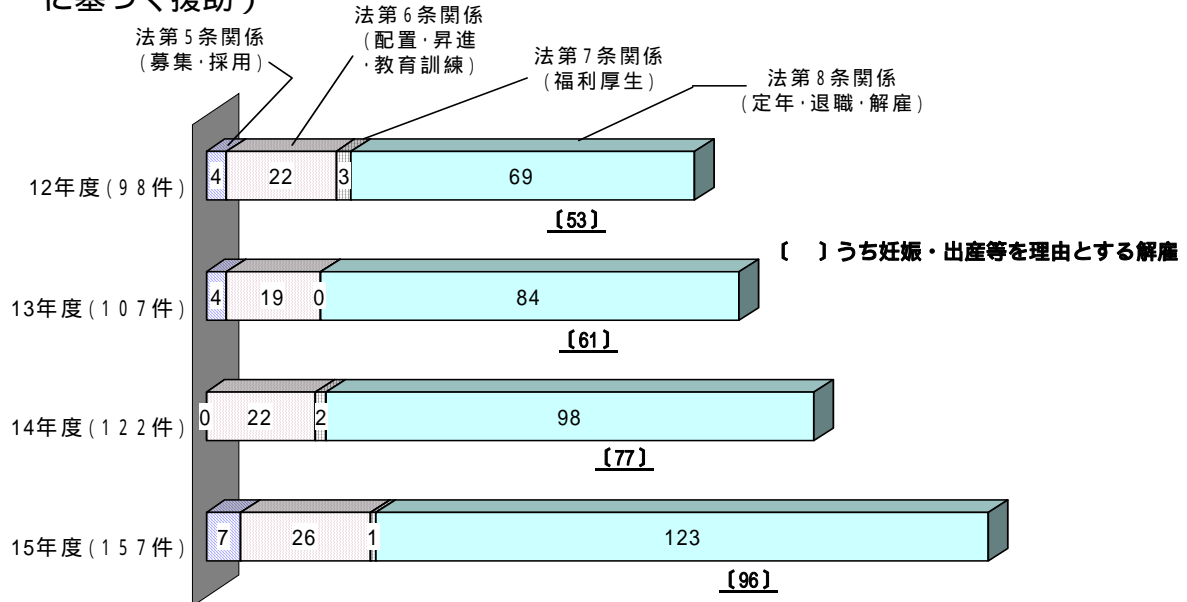 に基づく援助)
法第5条関係
(募集・採用)
法第6条関係
(配置・昇進
・教育訓練)
法第7条関係
(福利厚生)
法第8条関係
(定年・退職・解雇)
12年度(98件)
4 22 3 69
〔53〕
〔　〕うち妊娠・出産等を理由とする解雇
13年度(107件)
4 19 0 84
〔61〕
14年度(122件)
0 22 2 98
〔77〕
15年度(157件)
7 26 1 123
〔96〕